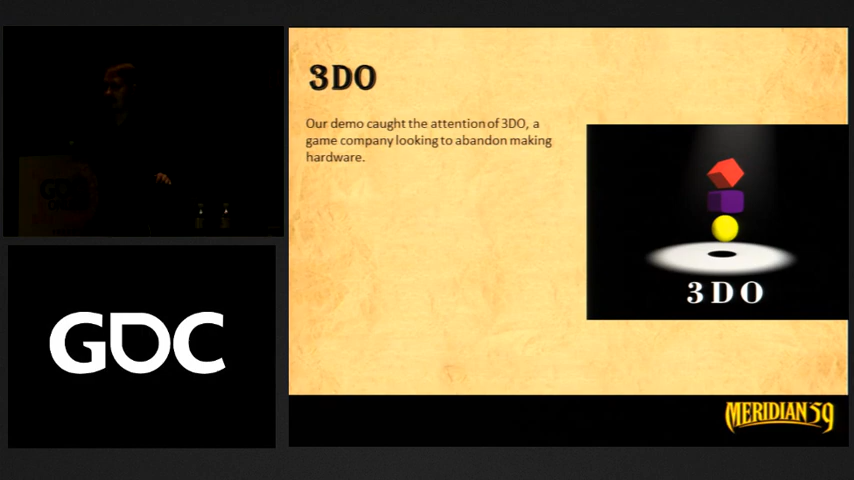 3DO
Our demo caught the attention of 3DO, a
game company looking to abandon making
hardware.
3DO
GDC
MERIDIAN 59